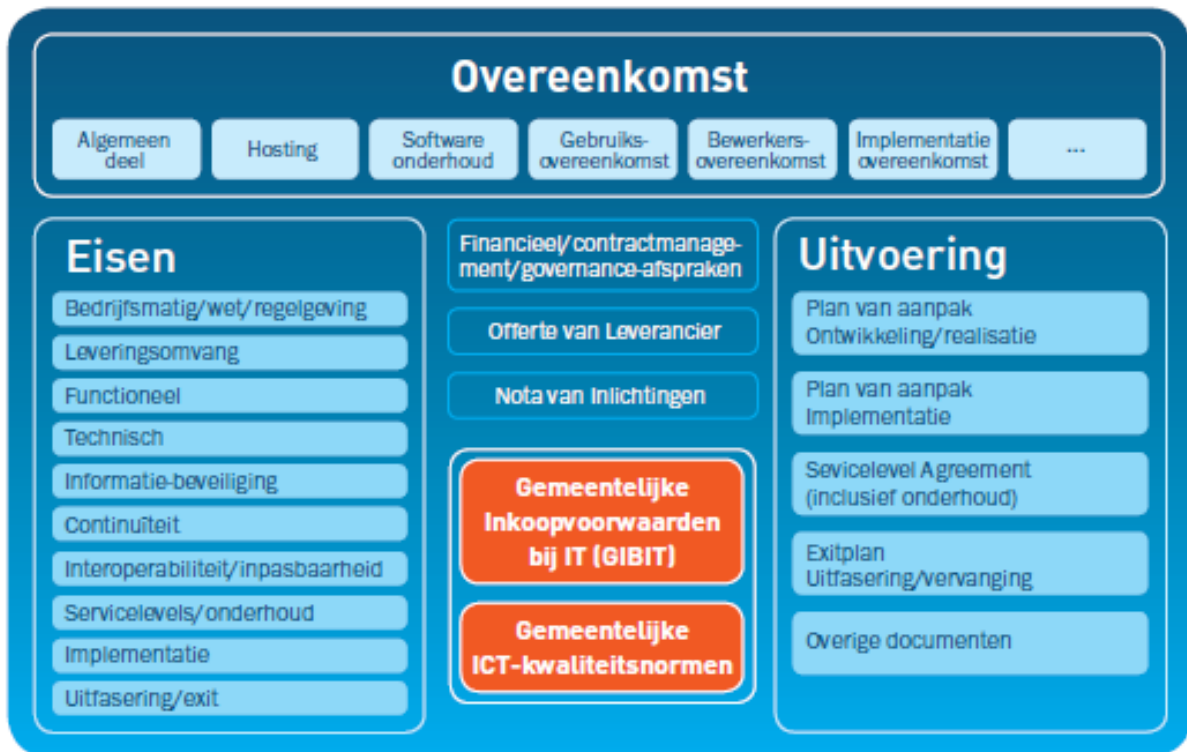 Overeenkomst
Algemeen
deel
Hosting
Software
onderhoud
Gebruiks-
overeenkomst
Bewerkers-
overeenkomst
Implementatie
overeenkomst
...
Eisen
Bedrijfsmatig/wet/regelgeving
Leveringsomvang
Functioneel
Technisch
Informatie-beveiliging
Continuïteit
Interoperabiliteit/inpasbaarheid
Servicelevels/onderhoud
Implementatie
Uitfasering/exit
Financieel/contractmanage-
ment/governance-afspraken
Offerte van Leverancier
Nota van Inlichtingen
Gemeentelijke
Inkoopvoorwaarden
bij IT (GIBIT)
Gemeentelijke
ICT-kwaliteitsnormen
Uitvoering
Plan van aanpak
Ontwikkeling/realisatie
Plan van aanpak
Implementatie
Sevicelevel Agreement
(inclusief onderhoud)
Exitplan
Uitfasering/vervanging
Overige documenten